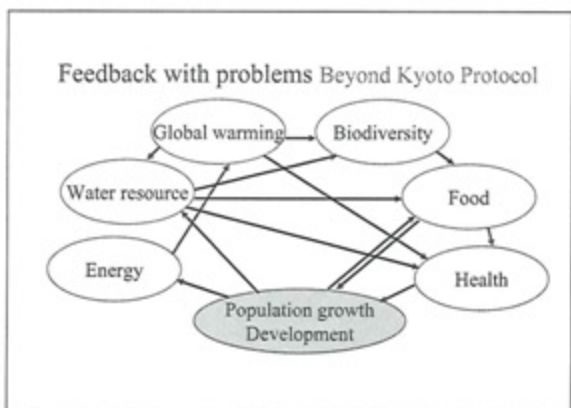 Feedback with problems Beyond Kyoto Protocol
Global warming
Biodiversity
Water resource
Food
Energy
Health
Population growth
Development